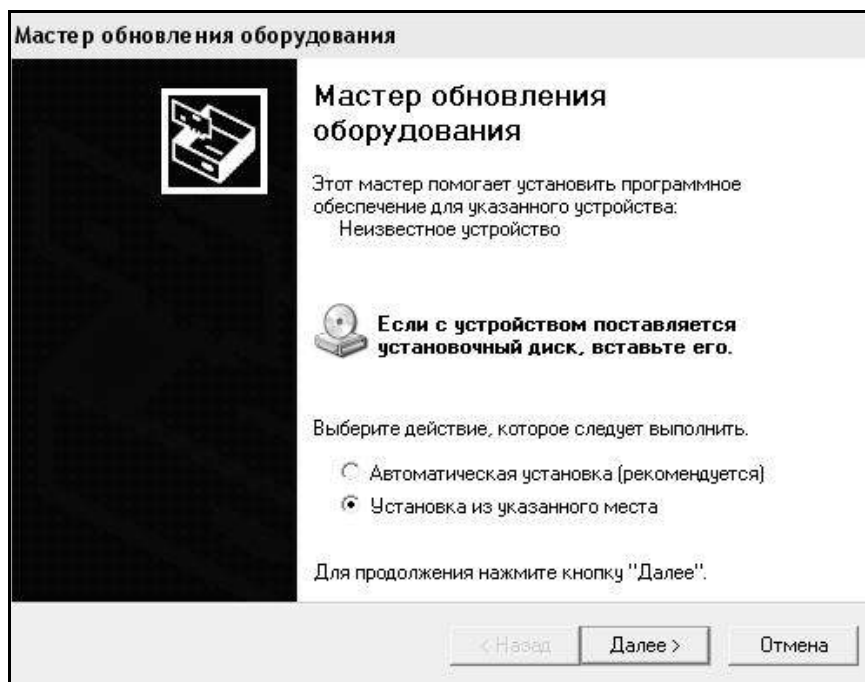 Мастер обновления оборудования
Мастер обновления
оборудования
Этот мастер помогает установить программное
обеспечение для указанного устройства:
Неизвестное устройство
Если с устройством поставляется
установочный диск, вставьте его.
Выберите действие, которое следует выполнить.
Автоматическая установка (рекомендуется)
Установка из указанного места
Для продолжения нажмите кнопку "Далее".
< Назад
Далее >
Отмена